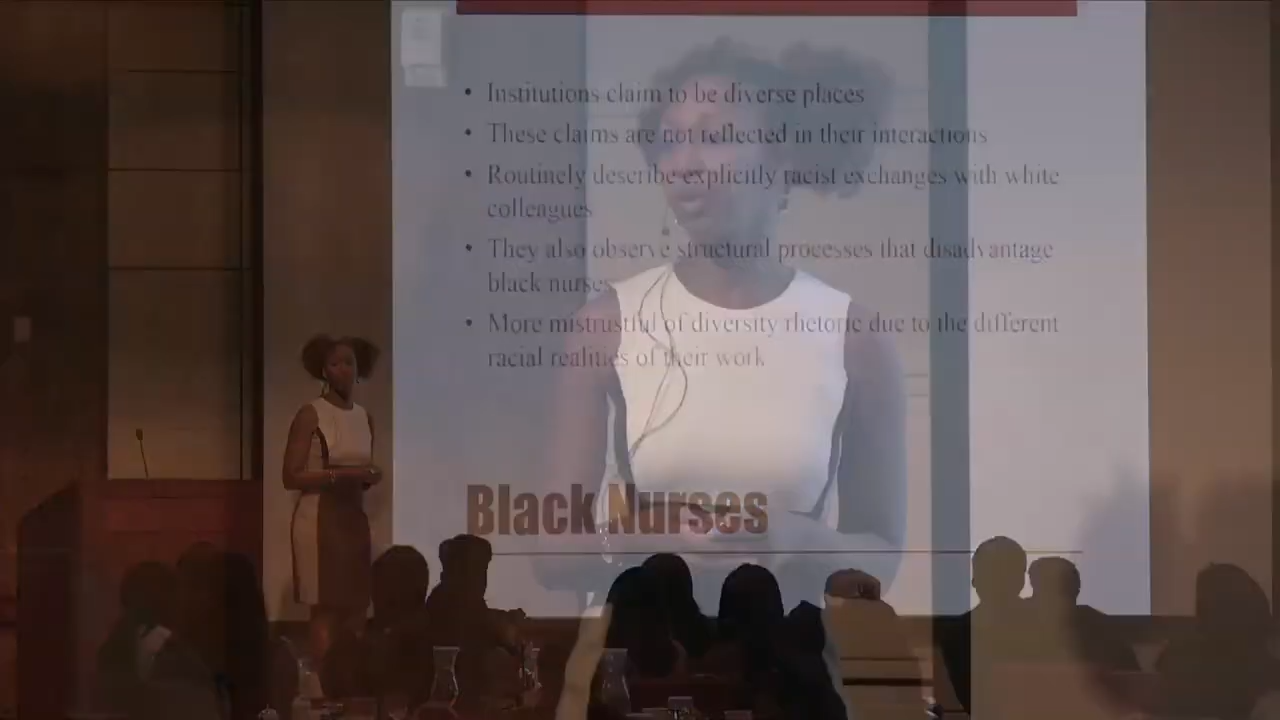 • Institutions claim to be diverse places
• These claims are not reflected in their interactions
• Routinely describe explicitly racist exchanges with white
colleagues
• They also observe structural processes that disadvantage
black nurses
• More mistrustful of diversity rhetoric due to the different
racial realities of their work
Black Nurses